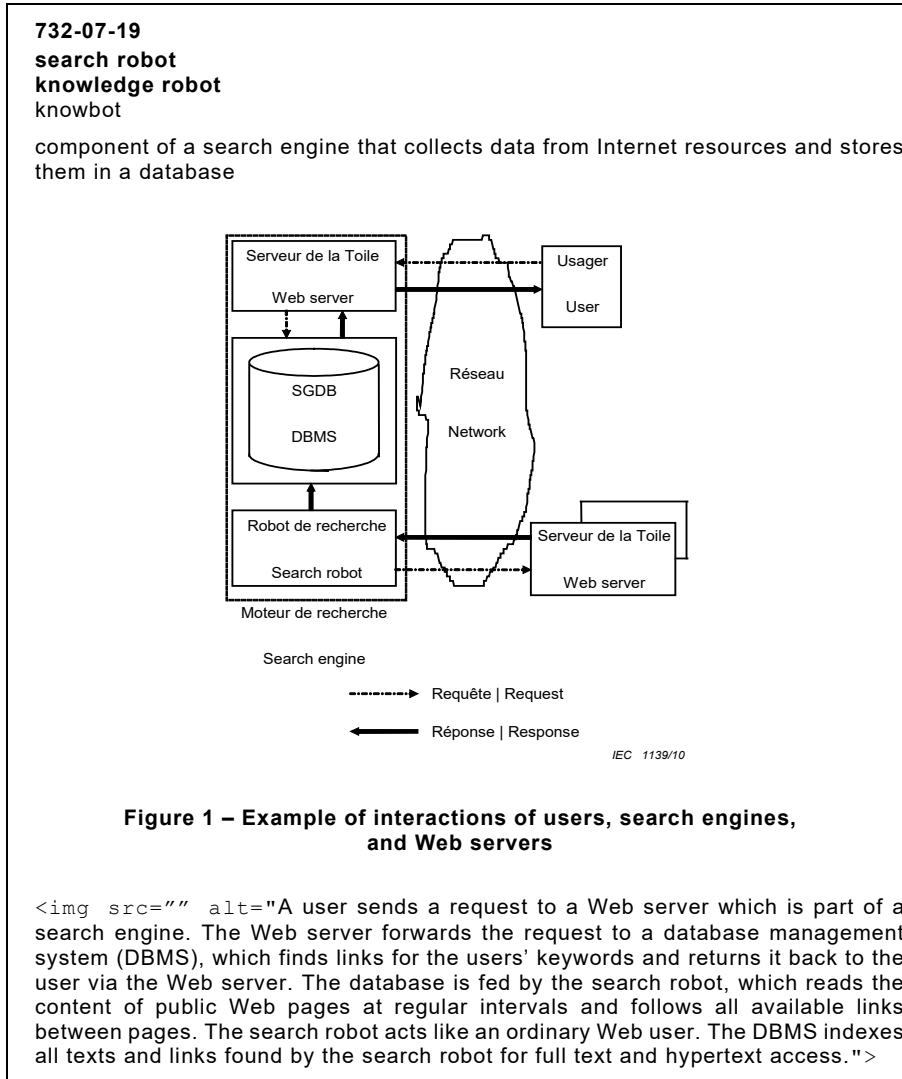 732-07-19
search robot
knowledge robot
knowbot
component of a search engine that collects data from Internet resources and stores
them in a database
Serveur de la Toile
Web server
Usager
User
SGDB
DBMS
Réseau
Network
Robot de recherche
Search robot
Serveur de la Toile
Web server
Moteur de recherche
Search engine
Requête | Request
Réponse | Response
IEC 1139/10
Figure 1 – Example of interactions of users, search engines,
and Web servers
<img src="" alt="A user sends a request to a Web server which is part of a
search engine. The Web server forwards the request to a database management
system (DBMS), which finds links for the users’ keywords and returns it back to the
user via the Web server. The database is fed by the search robot, which reads the
content of public Web pages at regular intervals and follows all available links
between pages. The search robot acts like an ordinary Web user. The DBMS indexes
all texts and links found by the search robot for full text and hypertext access.">